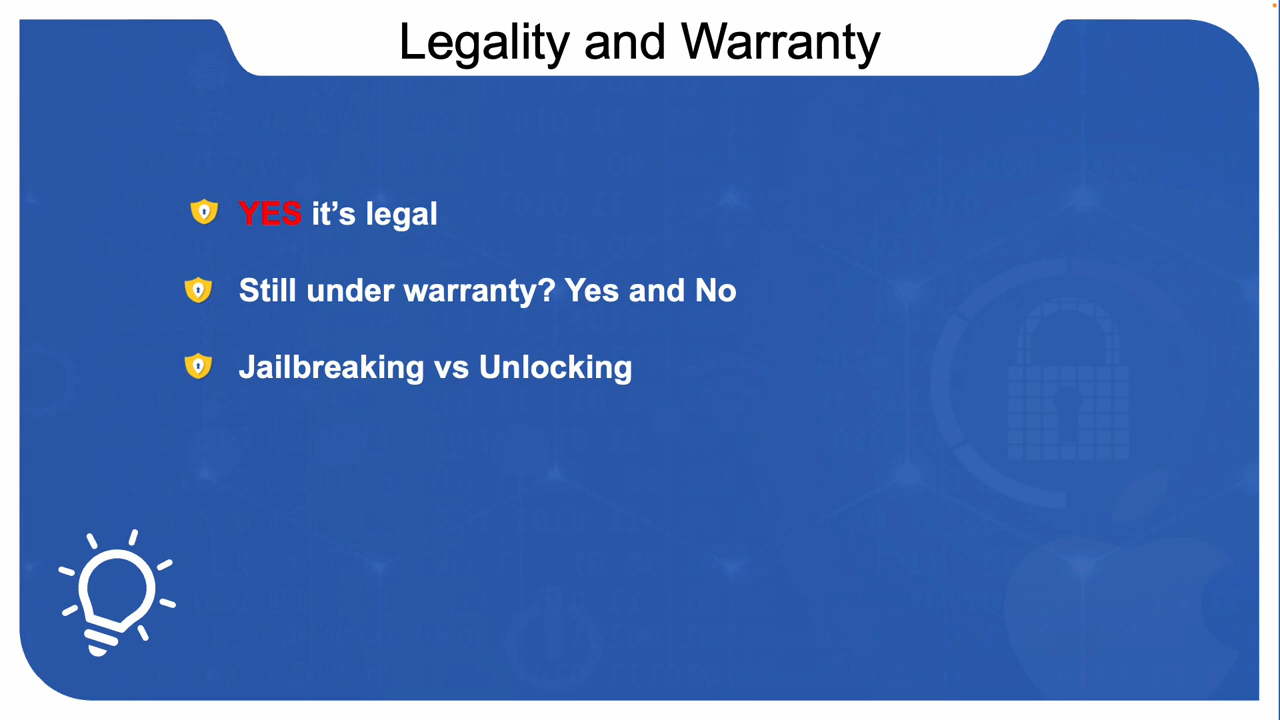 Legality and Warranty
YES it’s legal
Still under warranty? Yes and No
Jailbreaking vs Unlocking